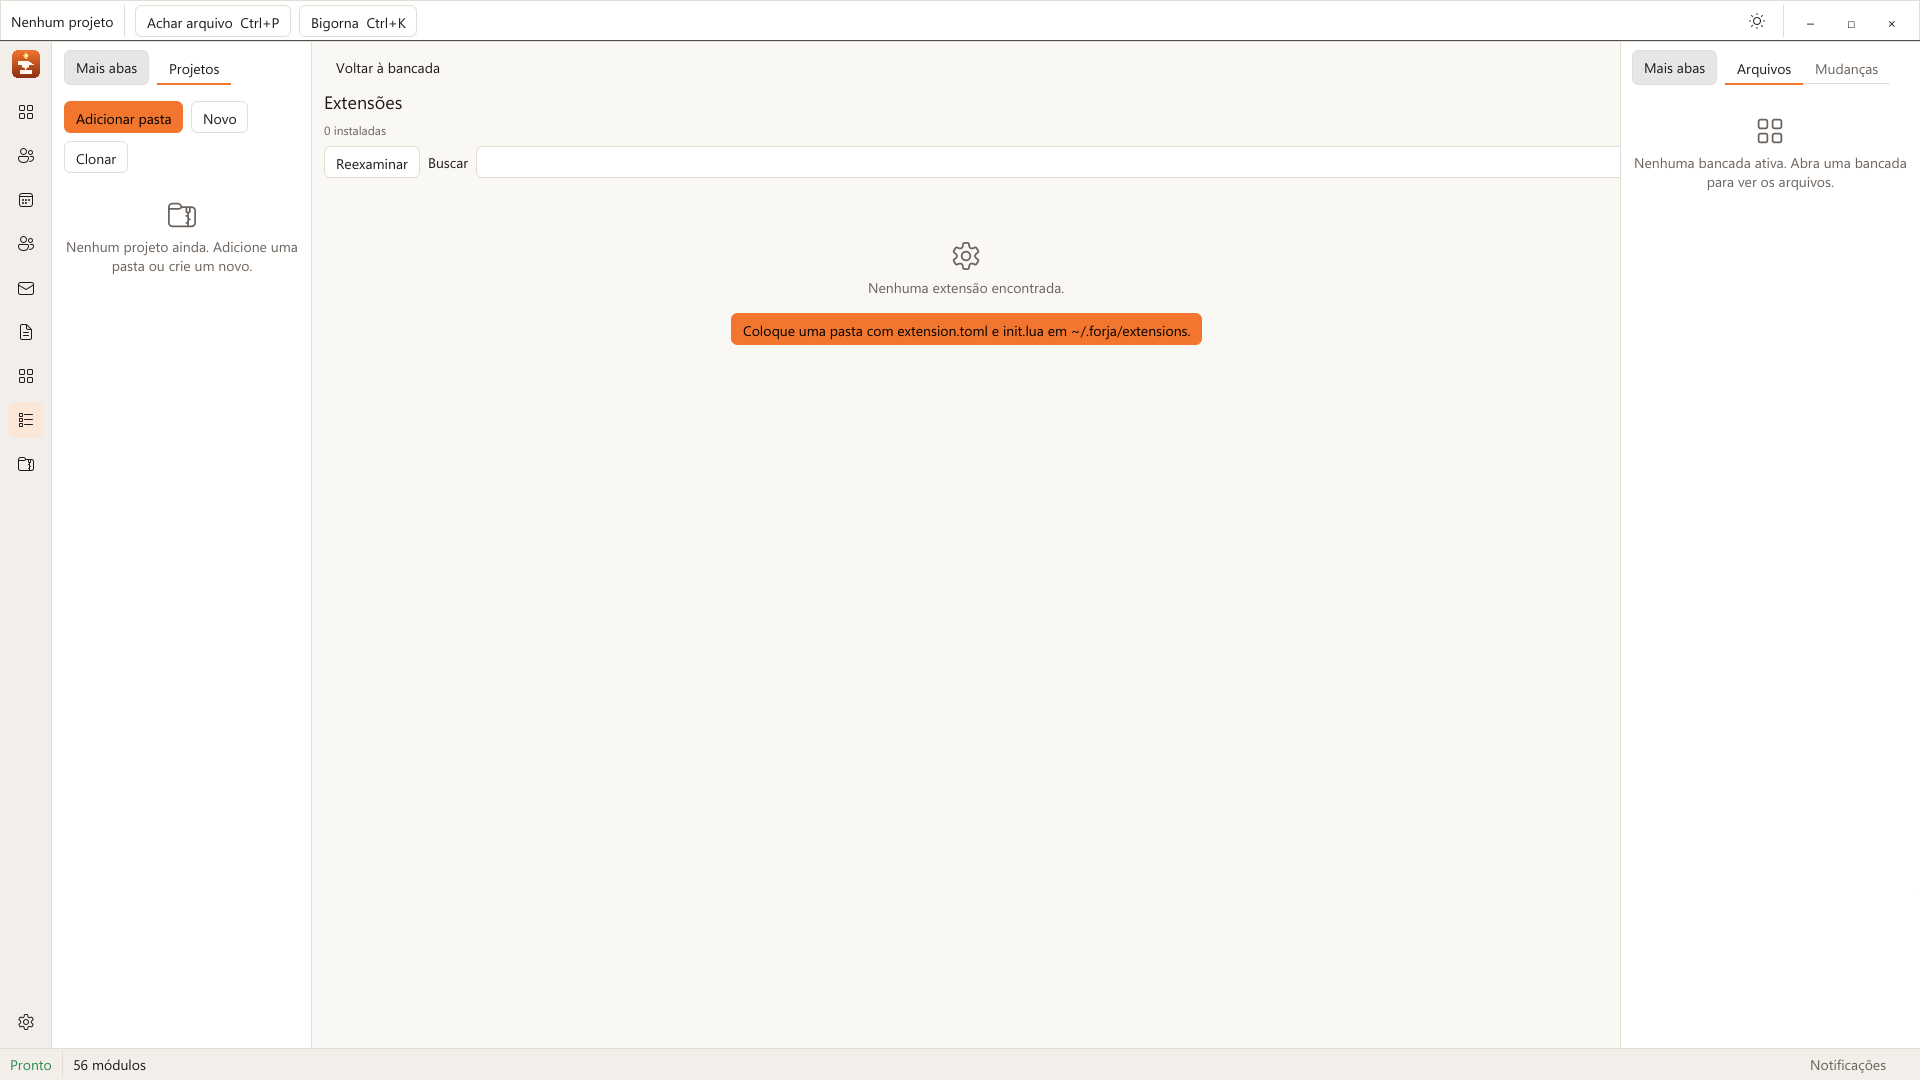 Nenhum projeto
Achar arquivo Ctrl+P
Bigorna Ctrl+K
Mais abas
Projetos
Adicionar pasta
Novo
Clonar
Nenhum projeto ainda. Adicione uma
pasta ou crie um novo.
Voltar à bancada
Extensões
0 instaladas
Reexaminar
Buscar
Nenhuma extensão encontrada.
Coloque uma pasta com extension.toml e init.lua em ~/.forja/extensions.
Mais abas
Arquivos
Mudanças
Nenhuma bancada ativa. Abra uma bancada
para ver os arquivos.
Pronto
56 módulos
Notificações